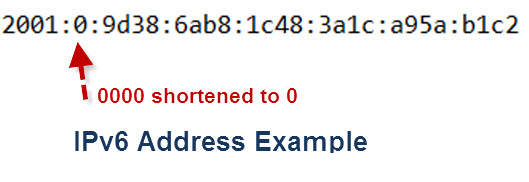 2001:0:9d38:6ab8:1c48:3a1c:a95a:b1c2
0000 shortened to 0
IPv6 Address Example